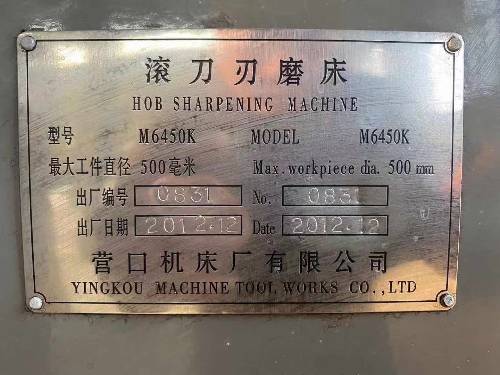 滚刀刃磨床
HOB SHARPENING MACHINE
型号 M6450K MODEL M6450K
最大工件直径 500毫米 Max. workpiece dia. 500 mm
出厂编号 0831 No. 0831
出厂日期 2012.12 Date 2012.12
营口机床厂有限公司
YINGKOU MACHINE TOOL WORKS CO.,LTD